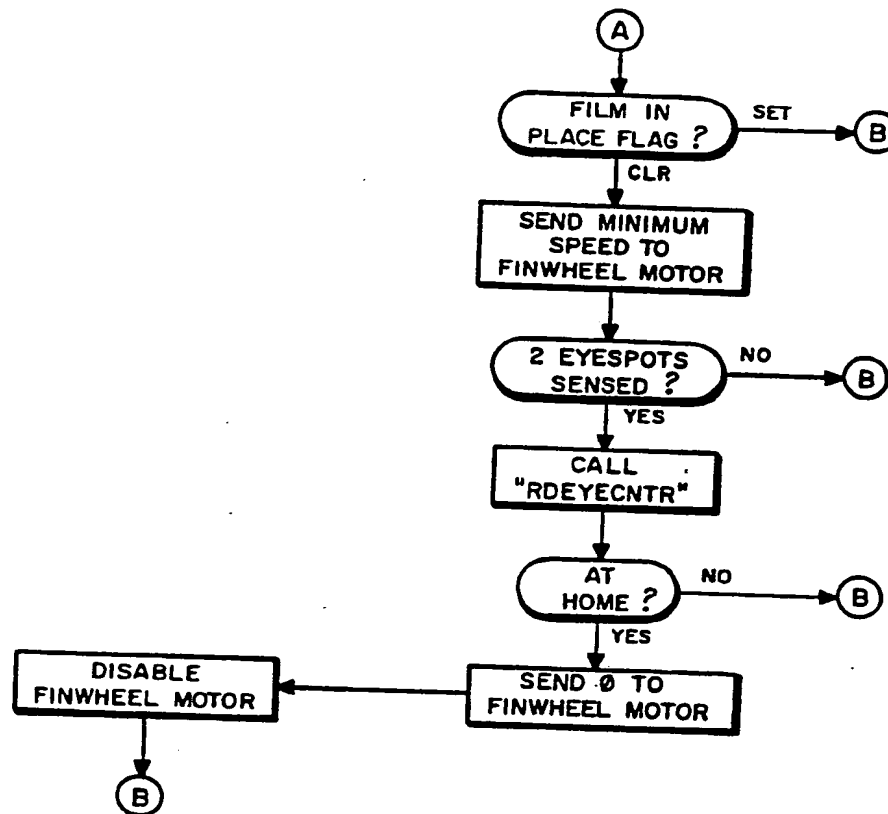 A
FILM IN
PLACE FLAG ?
SET
B
CLR
SEND MINIMUM
SPEED TO
FINWHEEL MOTOR
2 EYESPOTS
SENSED ?
NO
B
YES
CALL
"RDEYECNTR"
AT
HOME ?
NO
B
YES
SEND Ø TO
FINWHEEL MOTOR
DISABLE
FINWHEEL MOTOR
B